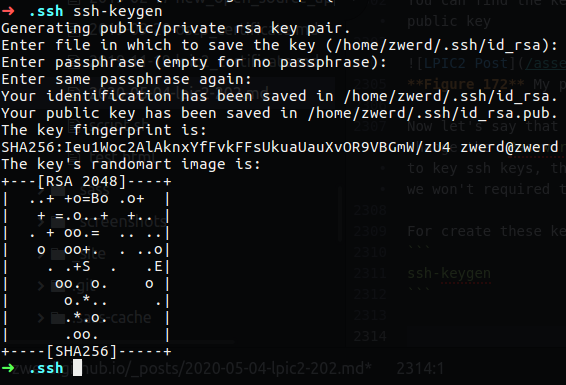 ➜ .ssh ssh-keygen
Generating public/private rsa key pair.
Enter file in which to save the key (/home/zwerd/.ssh/id_rsa):
Enter passphrase (empty for no passphrase):
Enter same passphrase again:
Your identification has been saved in /home/zwerd/.ssh/id_rsa.
Your public key has been saved in /home/zwerd/.ssh/id_rsa.pub.
The key fingerprint is:
SHA256:Ieu1Woc2AlAknxYfFvkFFsUkuaUauXvOR9VBGmW/zU4 zwerd@zwerd
The key's randomart image is:
+---[RSA 2048]----+
|  ..+ +o=Bo .o+  |
|   + =.o..+  +.. |
|  . + oo.=  .. ..|
|   o  oo+.  . ..o|
|    . .+S  .   .E|
|     oo. o.    o |
|      o.*..     .|
|      .*.o.      |
|      .oo.       |
+----[SHA256]-----+
➜ .ssh
You can find the ke
public key
![LPIC2 Post](/asse
**Figure 172** My p
Now let's say that
to key ssh keys, th
we won't required t
2308
For create these ke
2310 ```
2311 ssh-keygen
2312 ```
2314
github.io/_posts/2020-05-04-lpic2-202.md* 2314:1